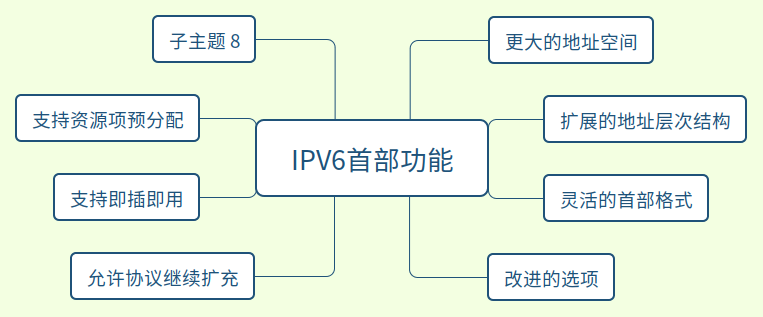 子主题 8
更大的地址空间
支持资源项预分配
扩展的地址层次结构
IPV6首部功能
支持即插即用
灵活的首部格式
允许协议继续扩充
改进的选项